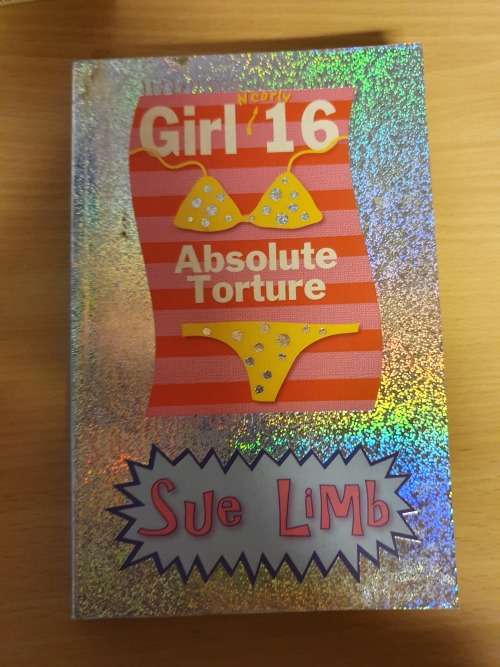 Nearly
Girl 16
Absolute
Torture
Sue Limb